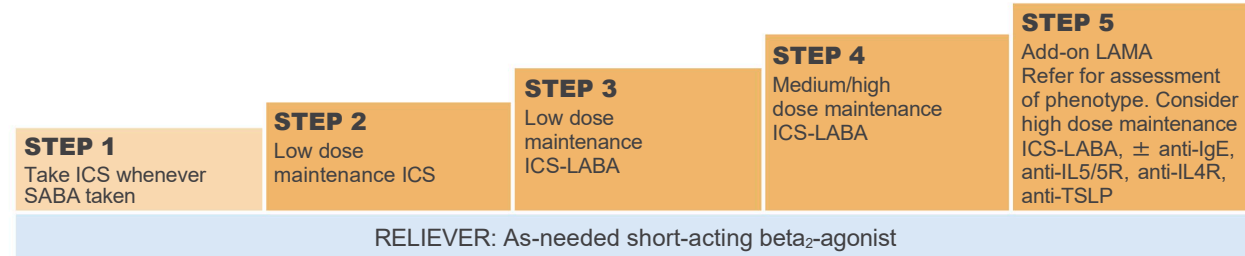 STEP 1
Take ICS whenever
SABA taken
STEP 2
Low dose
maintenance ICS
STEP 3
Low dose
maintenance
ICS-LABA
STEP 4
Medium/high
dose maintenance
ICS-LABA
STEP 5
Add-on LAMA
Refer for assessment
of phenotype. Consider
high dose maintenance
ICS-LABA, ± anti-IgE,
anti-IL5/5R, anti-IL4R,
anti-TSLP
RELIEVER: As-needed short-acting beta₂-agonist